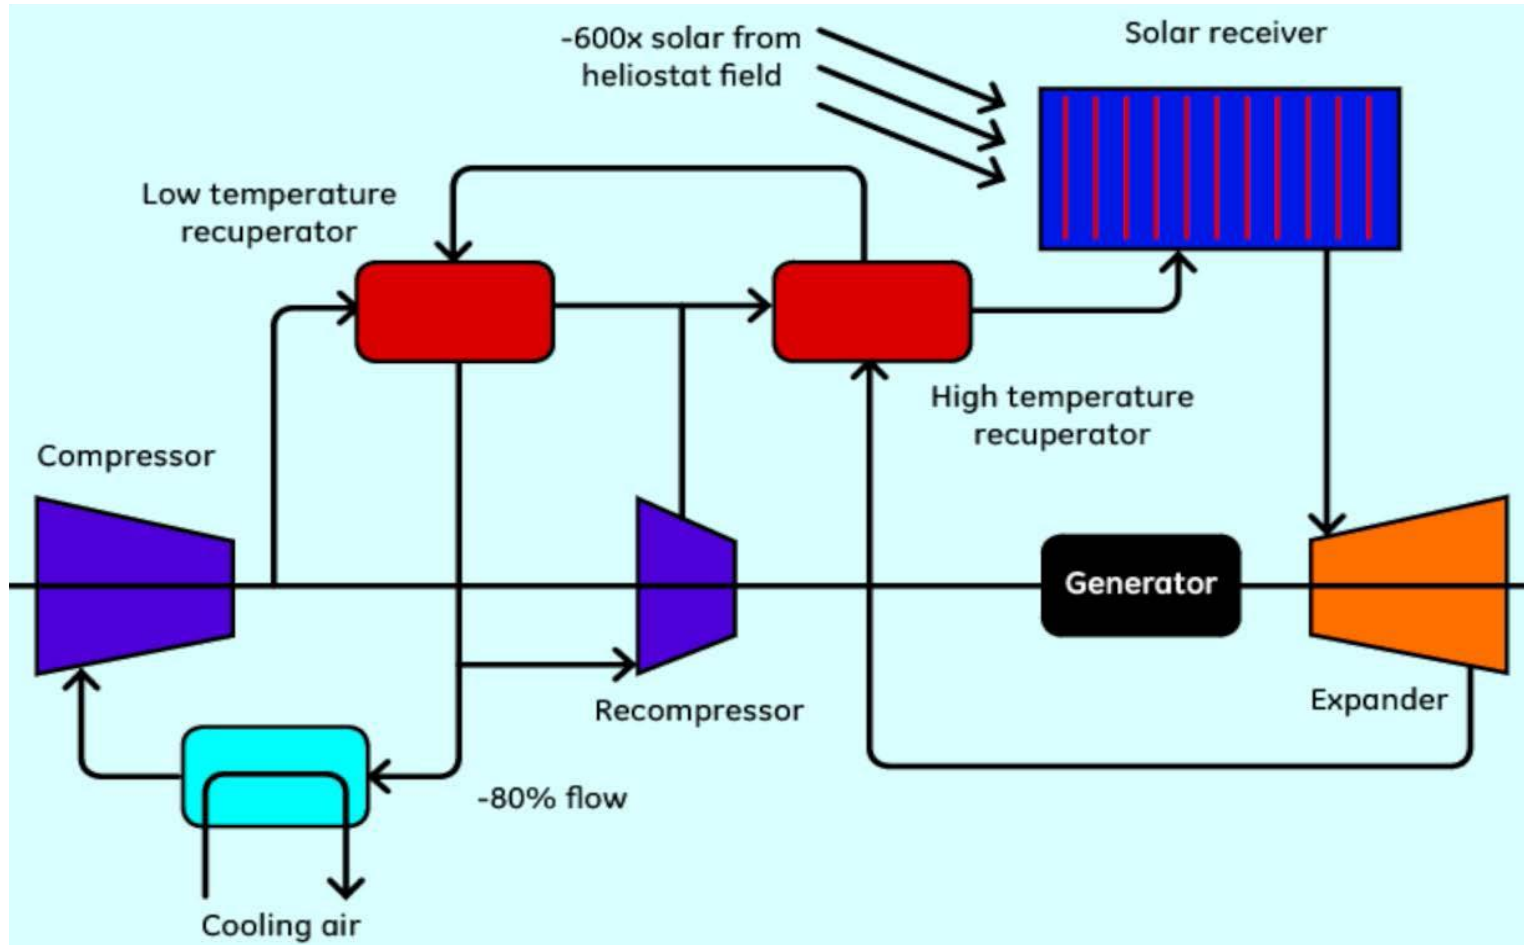 -600x solar from
heliostat field
Solar receiver
Low temperature
recuperator
High temperature
recuperator
Compressor
Generator
Recompressor
Expander
-80% flow
Cooling air